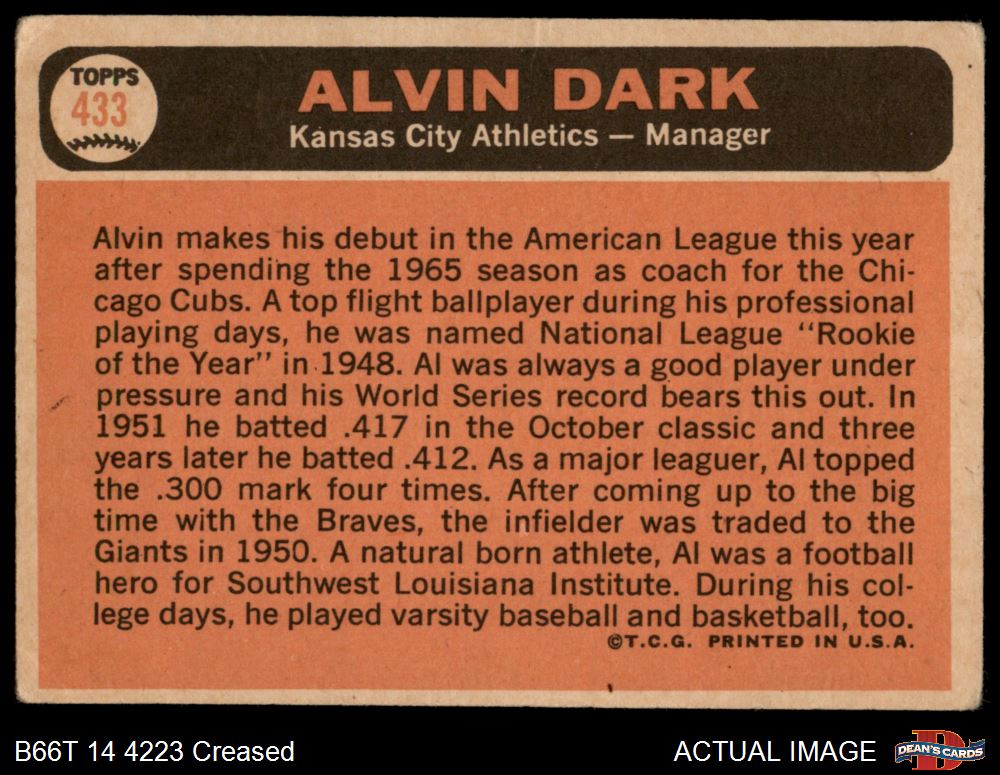 TOPPS
433
ALVIN DARK
Kansas City Athletics — Manager
Alvin makes his debut in the American League this year
after spending the 1965 season as coach for the Chi-
cago Cubs. A top flight ballplayer during his professional
playing days, he was named National League "Rookie
of the Year" in 1948. Al was always a good player under
pressure and his World Series record bears this out. In
1951 he batted .417 in the October classic and three
years later he batted .412. As a major leaguer, Al topped
the .300 mark four times. After coming up to the big
time with the Braves, the infielder was traded to the
Giants in 1950. A natural born athlete, Al was a football
hero for Southwest Louisiana Institute. During his col-
lege days, he played varsity baseball and basketball, too.
©T.C.G. PRINTED IN U.S.A.
B66T 14 4223 Creased
ACTUAL IMAGE
D
DEAN'S CARDS